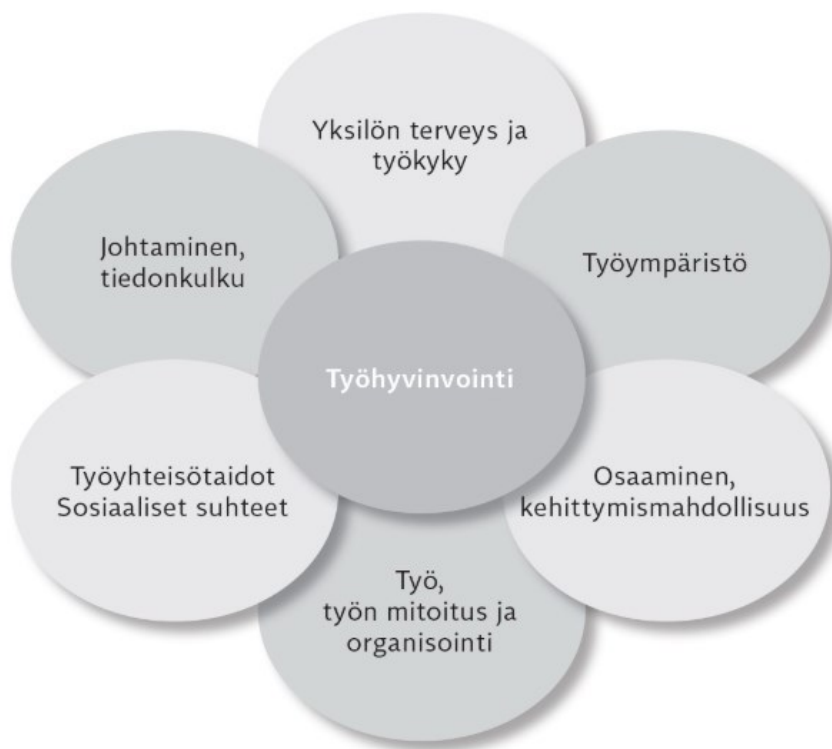 Yksilön terveys ja
työkyky
Johtaminen,
tiedonkulku
Työympäristö
Työhyvinvointi
Työyhteisötaidot
Sosiaaliset suhteet
Osaaminen,
kehittymismahdollisuus
Työ,
työn mitoitus ja
organisointi